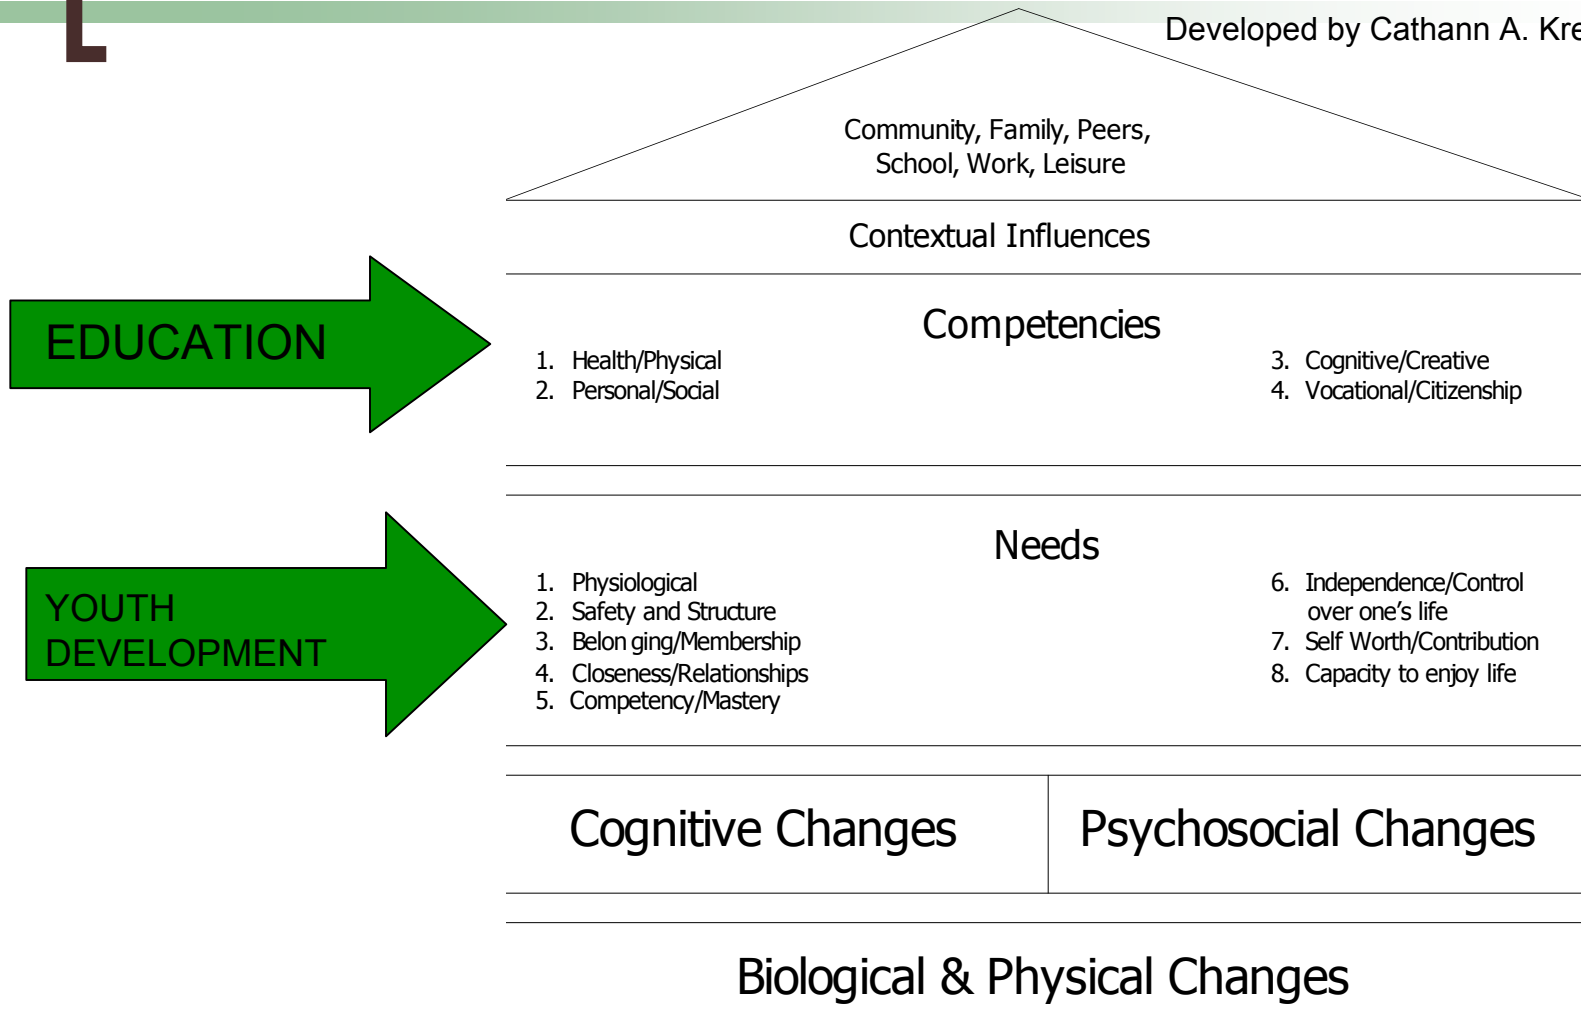 Developed by Cathann A. Kre
Community, Family, Peers,
School, Work, Leisure
Contextual Influences
EDUCATION
Competencies
1. Health/Physical
2. Personal/Social
3. Cognitive/Creative
4. Vocational/Citizenship
YOUTH
DEVELOPMENT
Needs
1. Physiological
2. Safety and Structure
3. Belon ging/Membership
4. Closeness/Relationships
5. Competency/Mastery
6. Independence/Control
over one’s life
7. Self Worth/Contribution
8. Capacity to enjoy life
Cognitive Changes
Psychosocial Changes
Biological & Physical Changes